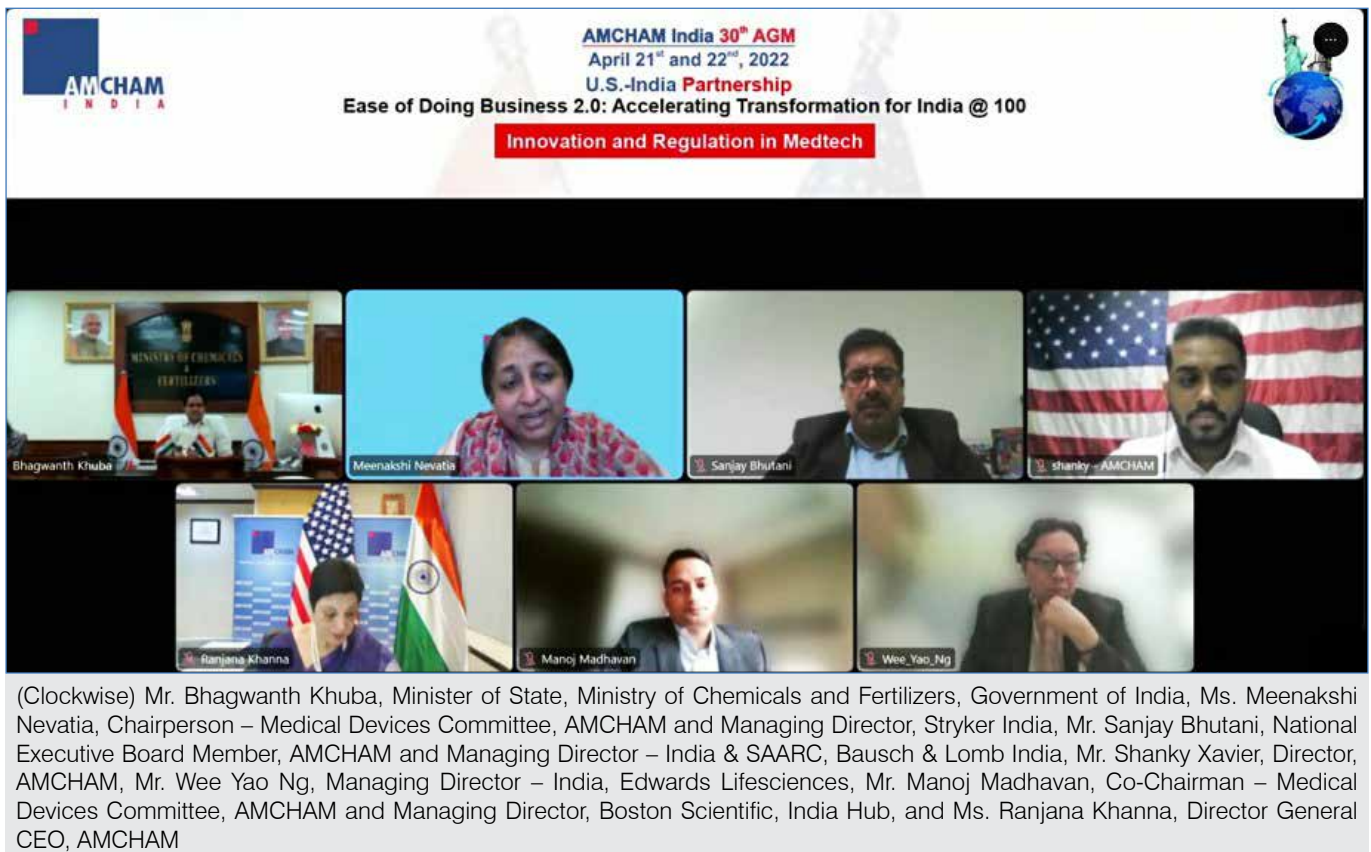 AMCHAM
INDIA
AMCHAM India 30th AGM
April 21st and 22nd, 2022
U.S.-India Partnership
Ease of Doing Business 2.0: Accelerating Transformation for India @ 100
Innovation and Regulation in Medtech
MINISTRY OF CHEMICALS
&
FERTILIZERS
Bhagwanth Khuba
Meenakshi Nevatia
Sanjay Bhutani
shanky - AMCHAM
AMCHAM
Ranjana Khanna
Manoj Madhavan
Wee_Yao_Ng
(Clockwise) Mr. Bhagwanth Khuba, Minister of State, Ministry of Chemicals and Fertilizers, Government of India, Ms. Meenakshi
Nevatia, Chairperson – Medical Devices Committee, AMCHAM and Managing Director, Stryker India, Mr. Sanjay Bhutani, National
Executive Board Member, AMCHAM and Managing Director – India & SAARC, Bausch & Lomb India, Mr. Shanky Xavier, Director,
AMCHAM, Mr. Wee Yao Ng, Managing Director – India, Edwards Lifesciences, Mr. Manoj Madhavan, Co-Chairman – Medical
Devices Committee, AMCHAM and Managing Director, Boston Scientific, India Hub, and Ms. Ranjana Khanna, Director General
CEO, AMCHAM